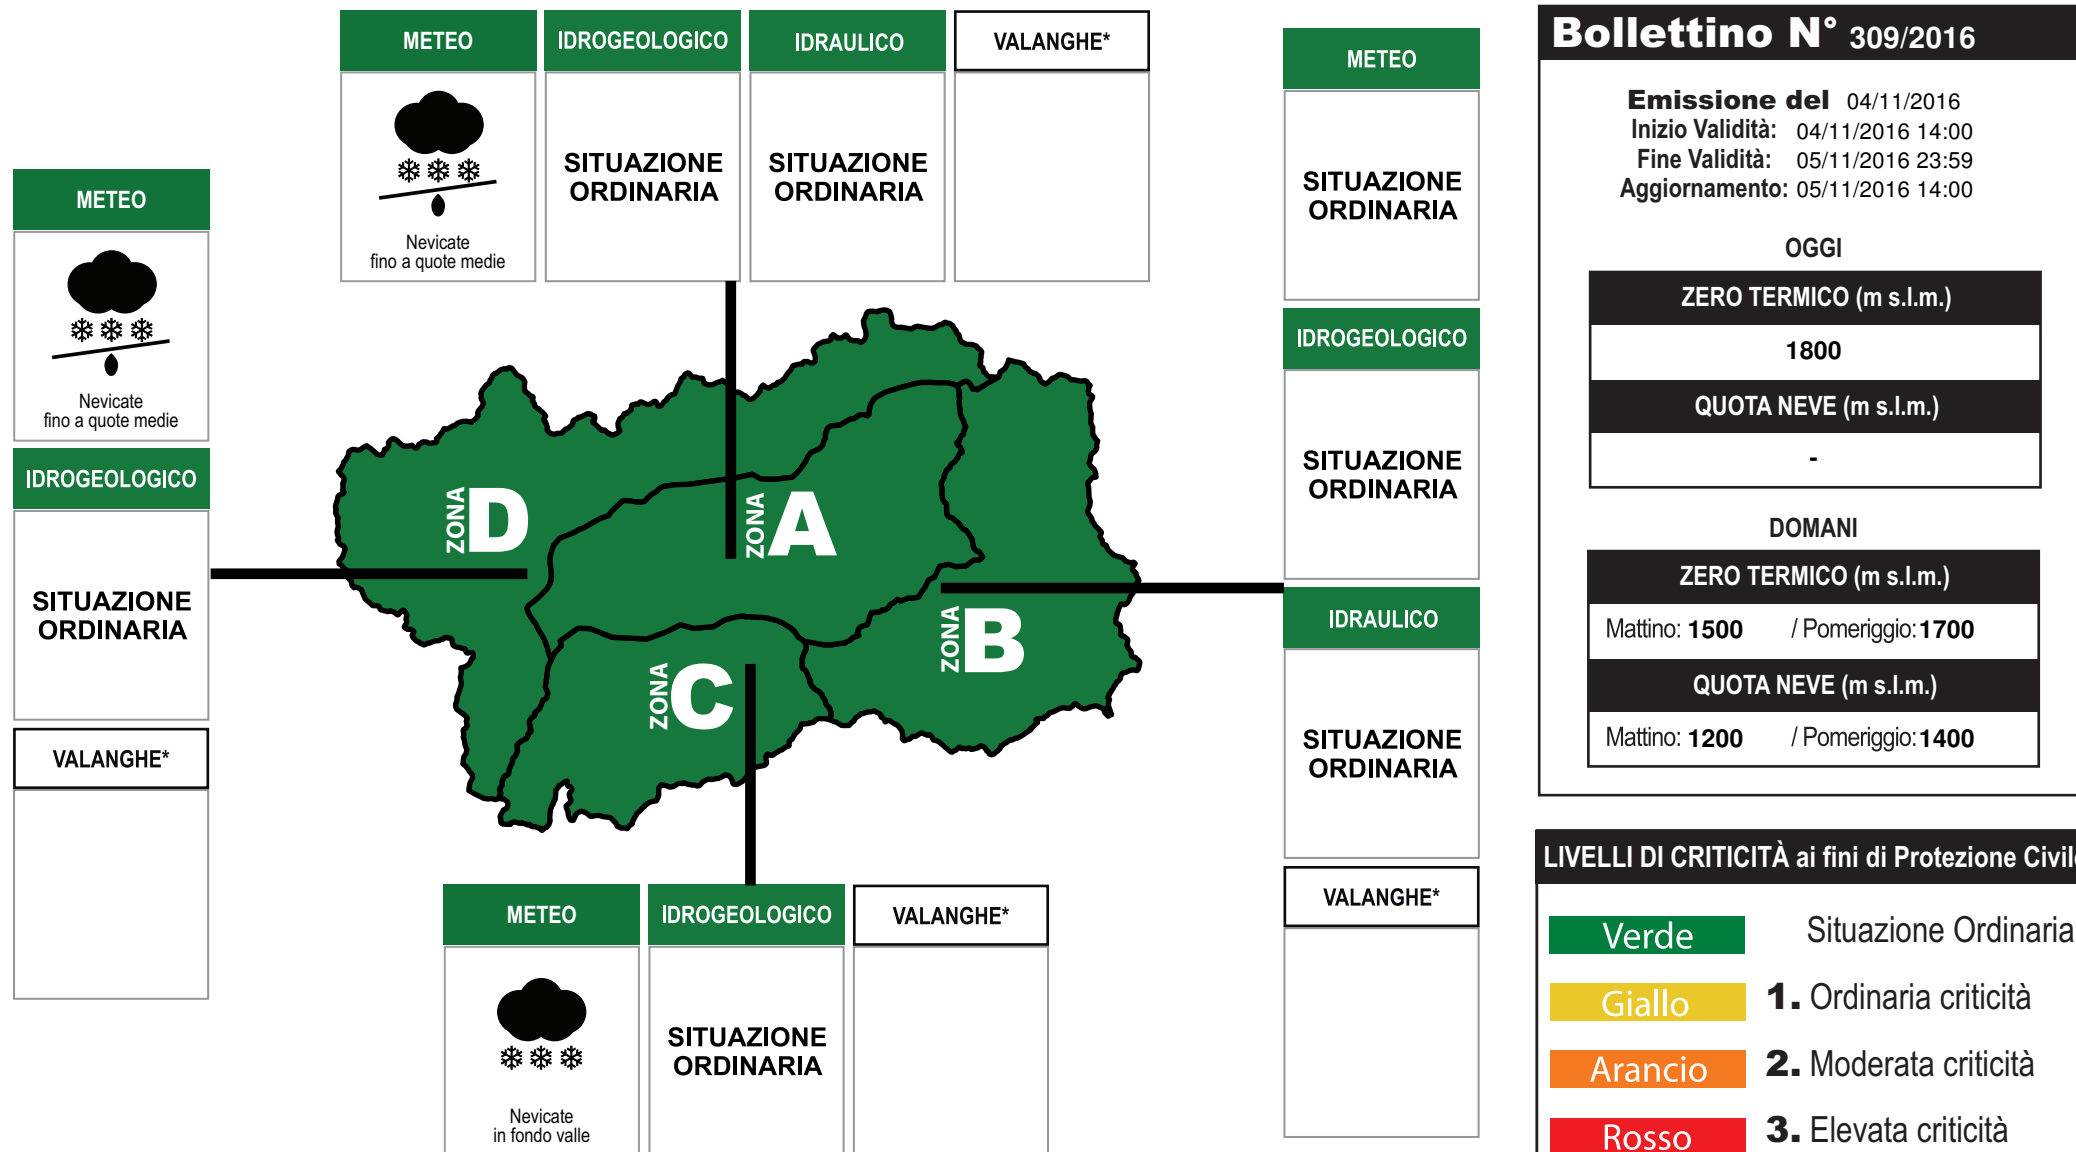 METEO
IDROGEOLOGICO
IDRAULICO
VALANGHE*
Nevicate
fino a quote medie
SITUAZIONE
ORDINARIA
SITUAZIONE
ORDINARIA
METEO
Nevicate
fino a quote medie
IDROGEOLOGICO
SITUAZIONE
ORDINARIA
VALANGHE*
ZONA D
ZONA A
ZONA B
ZONA C
METEO
SITUAZIONE
ORDINARIA
IDROGEOLOGICO
SITUAZIONE
ORDINARIA
IDRAULICO
SITUAZIONE
ORDINARIA
VALANGHE*
METEO
IDROGEOLOGICO
VALANGHE*
Nevicate
in fondo valle
SITUAZIONE
ORDINARIA
Bollettino N° 309/2016
Emissione del 04/11/2016
Inizio Validità: 04/11/2016 14:00
Fine Validità: 05/11/2016 23:59
Aggiornamento: 05/11/2016 14:00
OGGI
ZERO TERMICO (m s.l.m.)
1800
QUOTA NEVE (m s.l.m.)
-
DOMANI
ZERO TERMICO (m s.l.m.)
Mattino: 1500 / Pomeriggio: 1700
QUOTA NEVE (m s.l.m.)
Mattino: 1200 / Pomeriggio: 1400
LIVELLI DI CRITICITÀ ai fini di Protezione Civile
Verde Situazione Ordinaria
Giallo 1. Ordinaria criticità
Arancio 2. Moderata criticità
Rosso 3. Elevata criticità